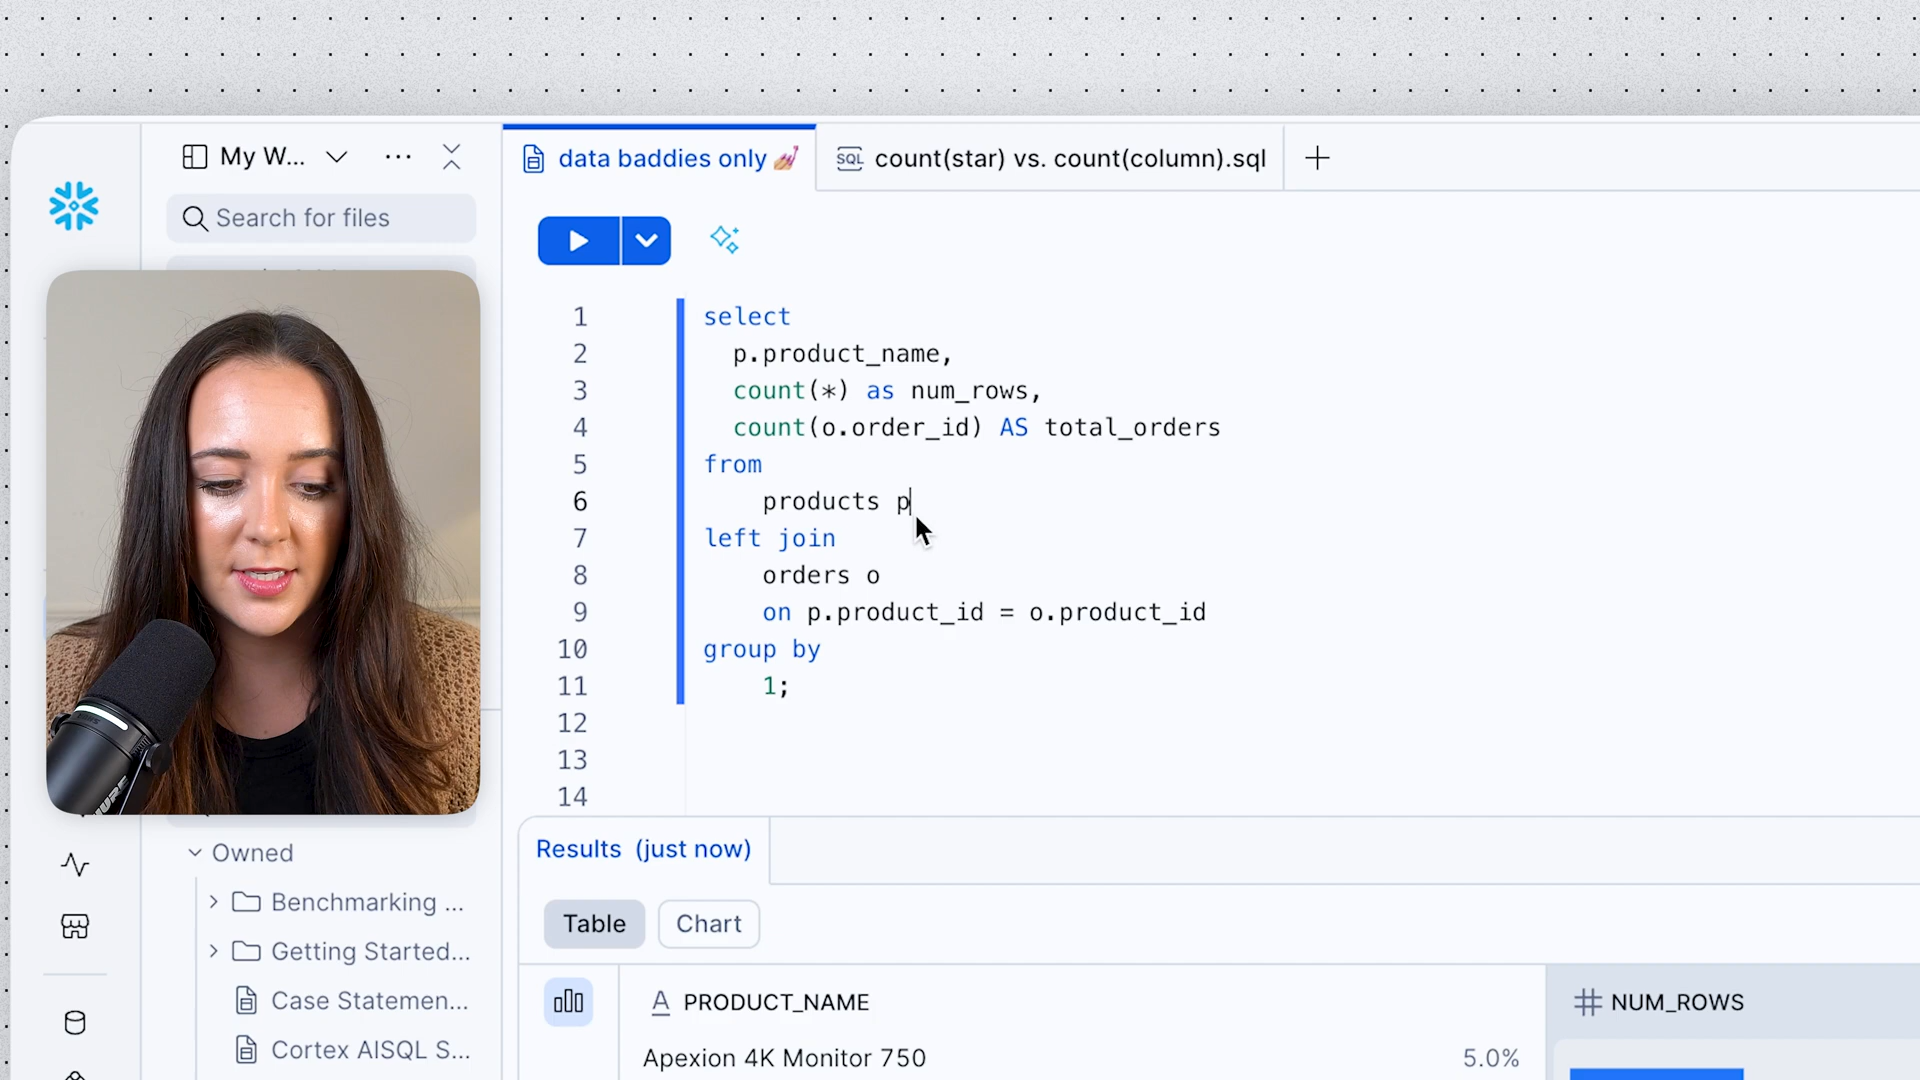 My W...
data baddies only 💅
SQL count(star) vs. count(column).sql
Search for files
1 select
2 p.product_name,
3 count(*) as num_rows,
4 count(o.order_id) AS total_orders
5 from
6 products p
7 left join
8 orders o
9 on p.product_id = o.product_id
10 group by
11 1;
12
13
14
Owned
Benchmarking ...
Getting Started...
Case Statemen...
Cortex AISQL S...
Results (just now)
Table Chart
PRODUCT_NAME NUM_ROWS
Apexion 4K Monitor 750 5.0%